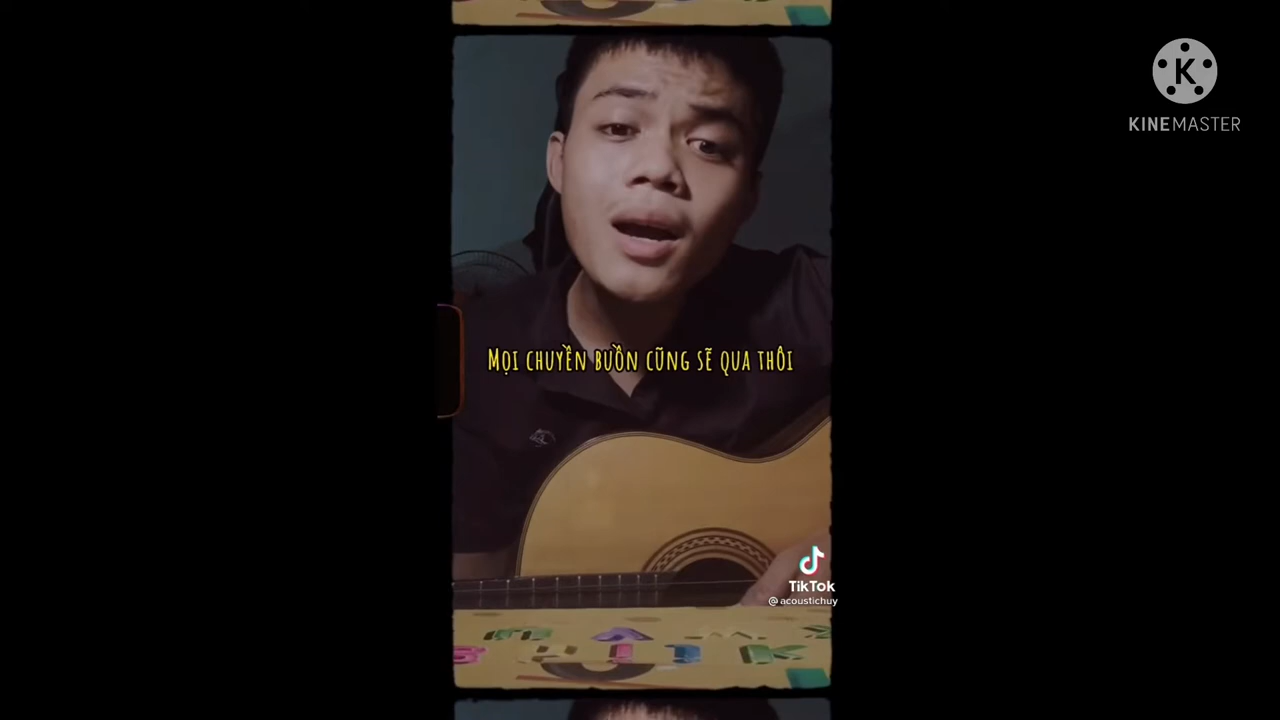 KINEMASTER
MỌI CHUYỀN BUỒN CŨNG SẼ QUA THÔI
TikTok
@acoustichuy